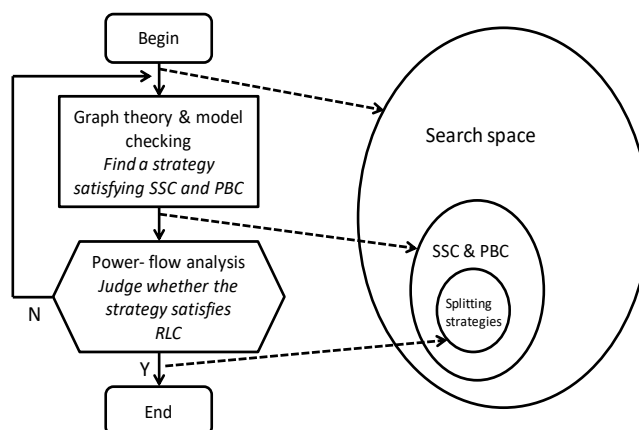 Begin
Graph theory & model
checking
Find a strategy
satisfying SSC and PBC
Power- flow analysis
Judge whether the
strategy satisfies
RLC
N
Y
End
Search space
SSC & PBC
Splitting
strategies